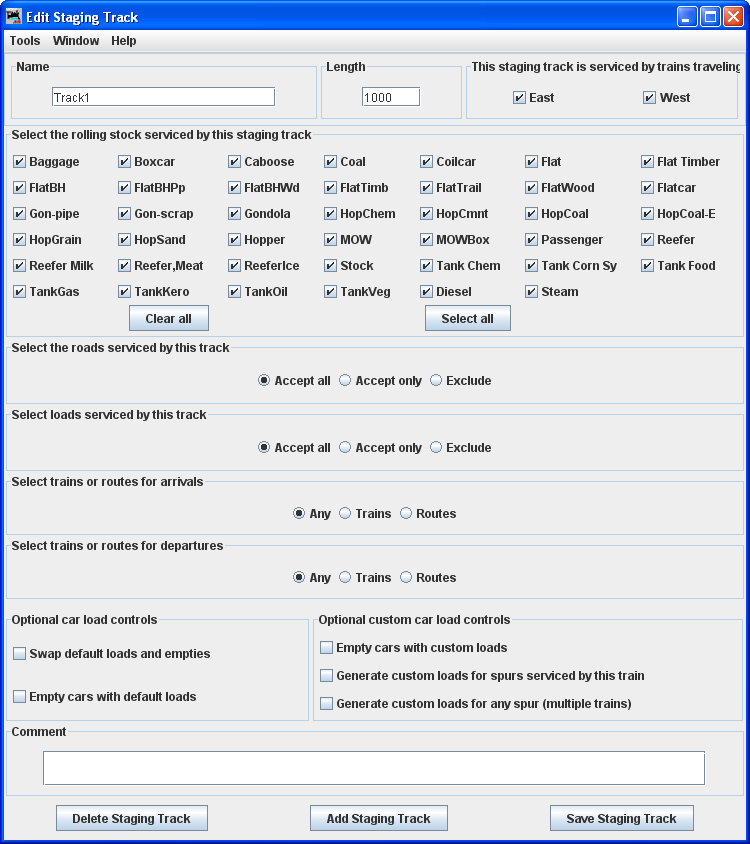 Edit Staging Track
Tools Window Help
Name Length This staging track is serviced by trains traveling
Track1 1000 East West
Select the rolling stock serviced by this staging track
Baggage Boxcar Caboose Coal Coilcar Flat Flat Timber
FlatBH FlatBHPp FlatBHWd FlatTimb FlatTrail FlatWood Flatcar
Gon-pipe Gon-scrap Gondola HopChem HopCmnt HopCoal HopCoal-E
HopGrain HopSand Hopper MOW MOWBox Passenger Reefer
Reefer Milk Reefer,Meat ReeferIce Stock Tank Chem Tank Corn Sy Tank Food
TankGas TankKero TankOil TankVeg Diesel Steam
Clear all Select all
Select the roads serviced by this track
Accept all Accept only Exclude
Select loads serviced by this track
Accept all Accept only Exclude
Select trains or routes for arrivals
Any Trains Routes
Select trains or routes for departures
Any Trains Routes
Optional car load controls
Swap default loads and empties
Empty cars with default loads
Optional custom car load controls
Empty cars with custom loads
Generate custom loads for spurs serviced by this train
Generate custom loads for any spur (multiple trains)
Comment
Delete Staging Track Add Staging Track Save Staging Track